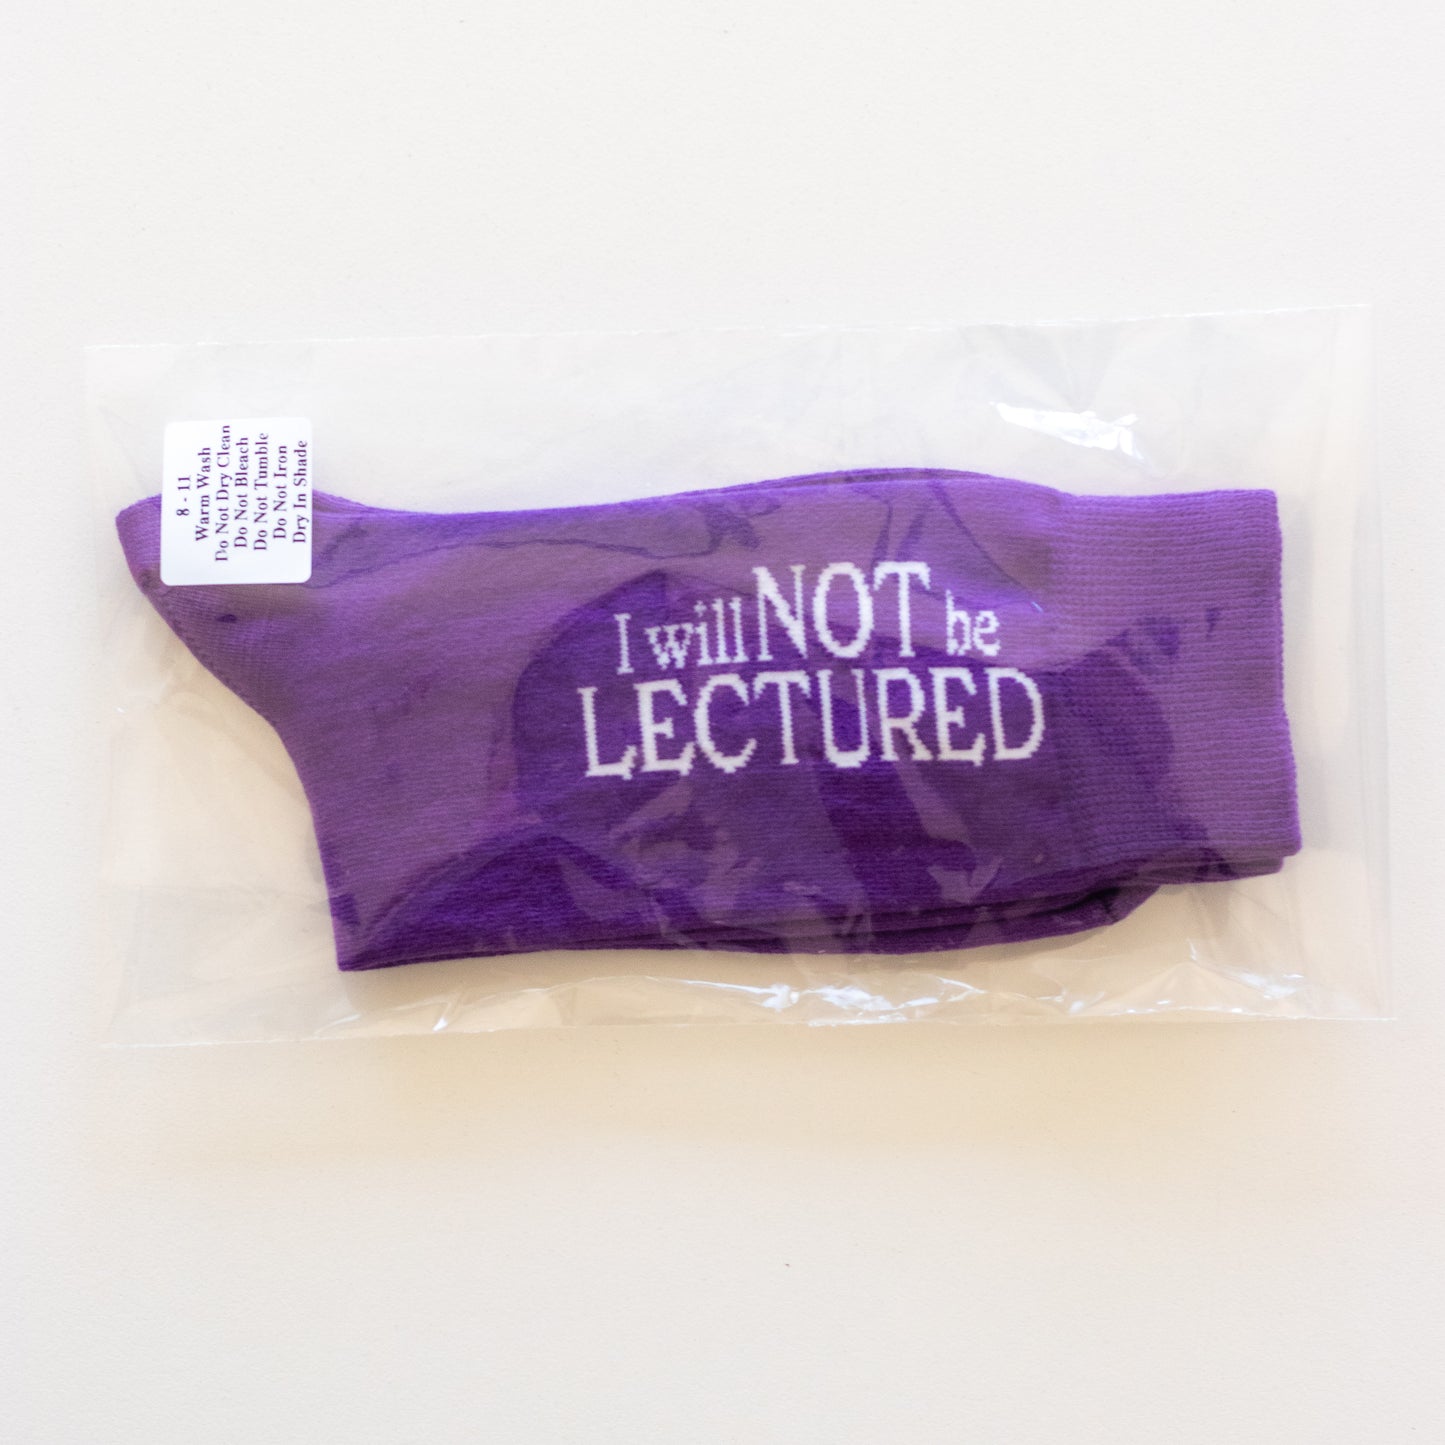 8 - 11
Warm Wash
Do Not Dry Clean
Do Not Bleach
Do Not Tumble
Do Not Iron
Dry In Shade
I will NOT be
LECTURED